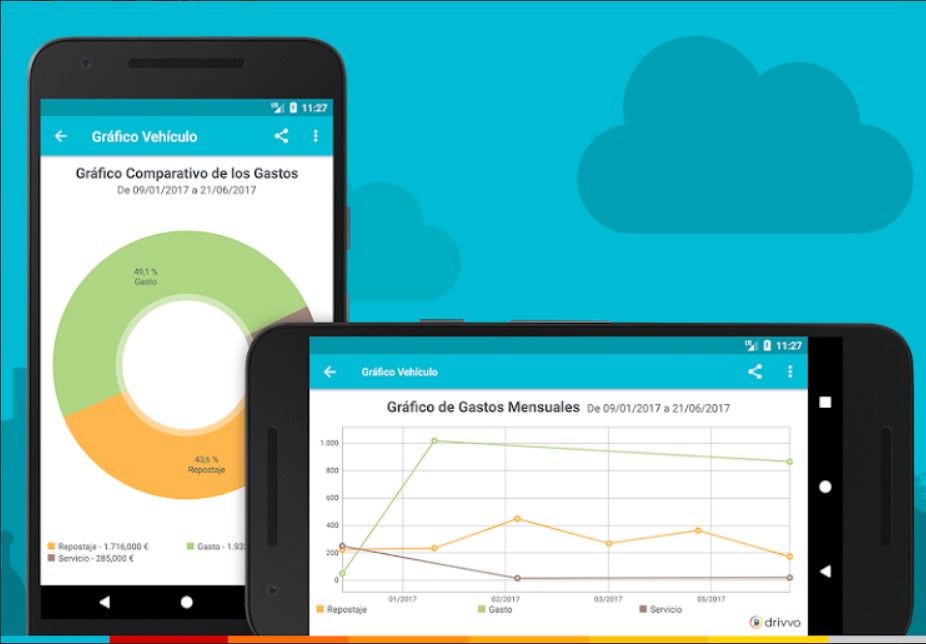 11:27
Gráfico Vehículo
Gráfico Comparativo de los Gastos
De 09/01/2017 a 21/06/2017
49,1 %
Gasto
43,6 %
Repostaje
Repostaje - 1.716,000 €
Gasto - 1.93
Servicio - 285,000 €
11:27
Gráfico Vehículo
Gráfico de Gastos Mensuales De 09/01/2017 a 21/06/2017
1.000
800
600
400
200
0
01/2017 02/2017 03/2017 05/2017
Repostaje Gasto Servicio
drivvo